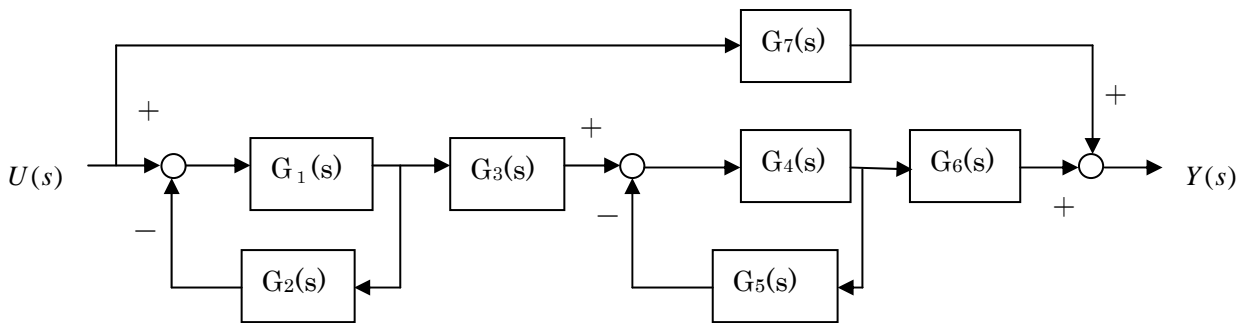 G₇(s)
+
+
+
U(s)
G₁(s)
G₃(s)
G₄(s)
G₆(s)
Y(s)
−
−
+
G₂(s)
G₅(s)